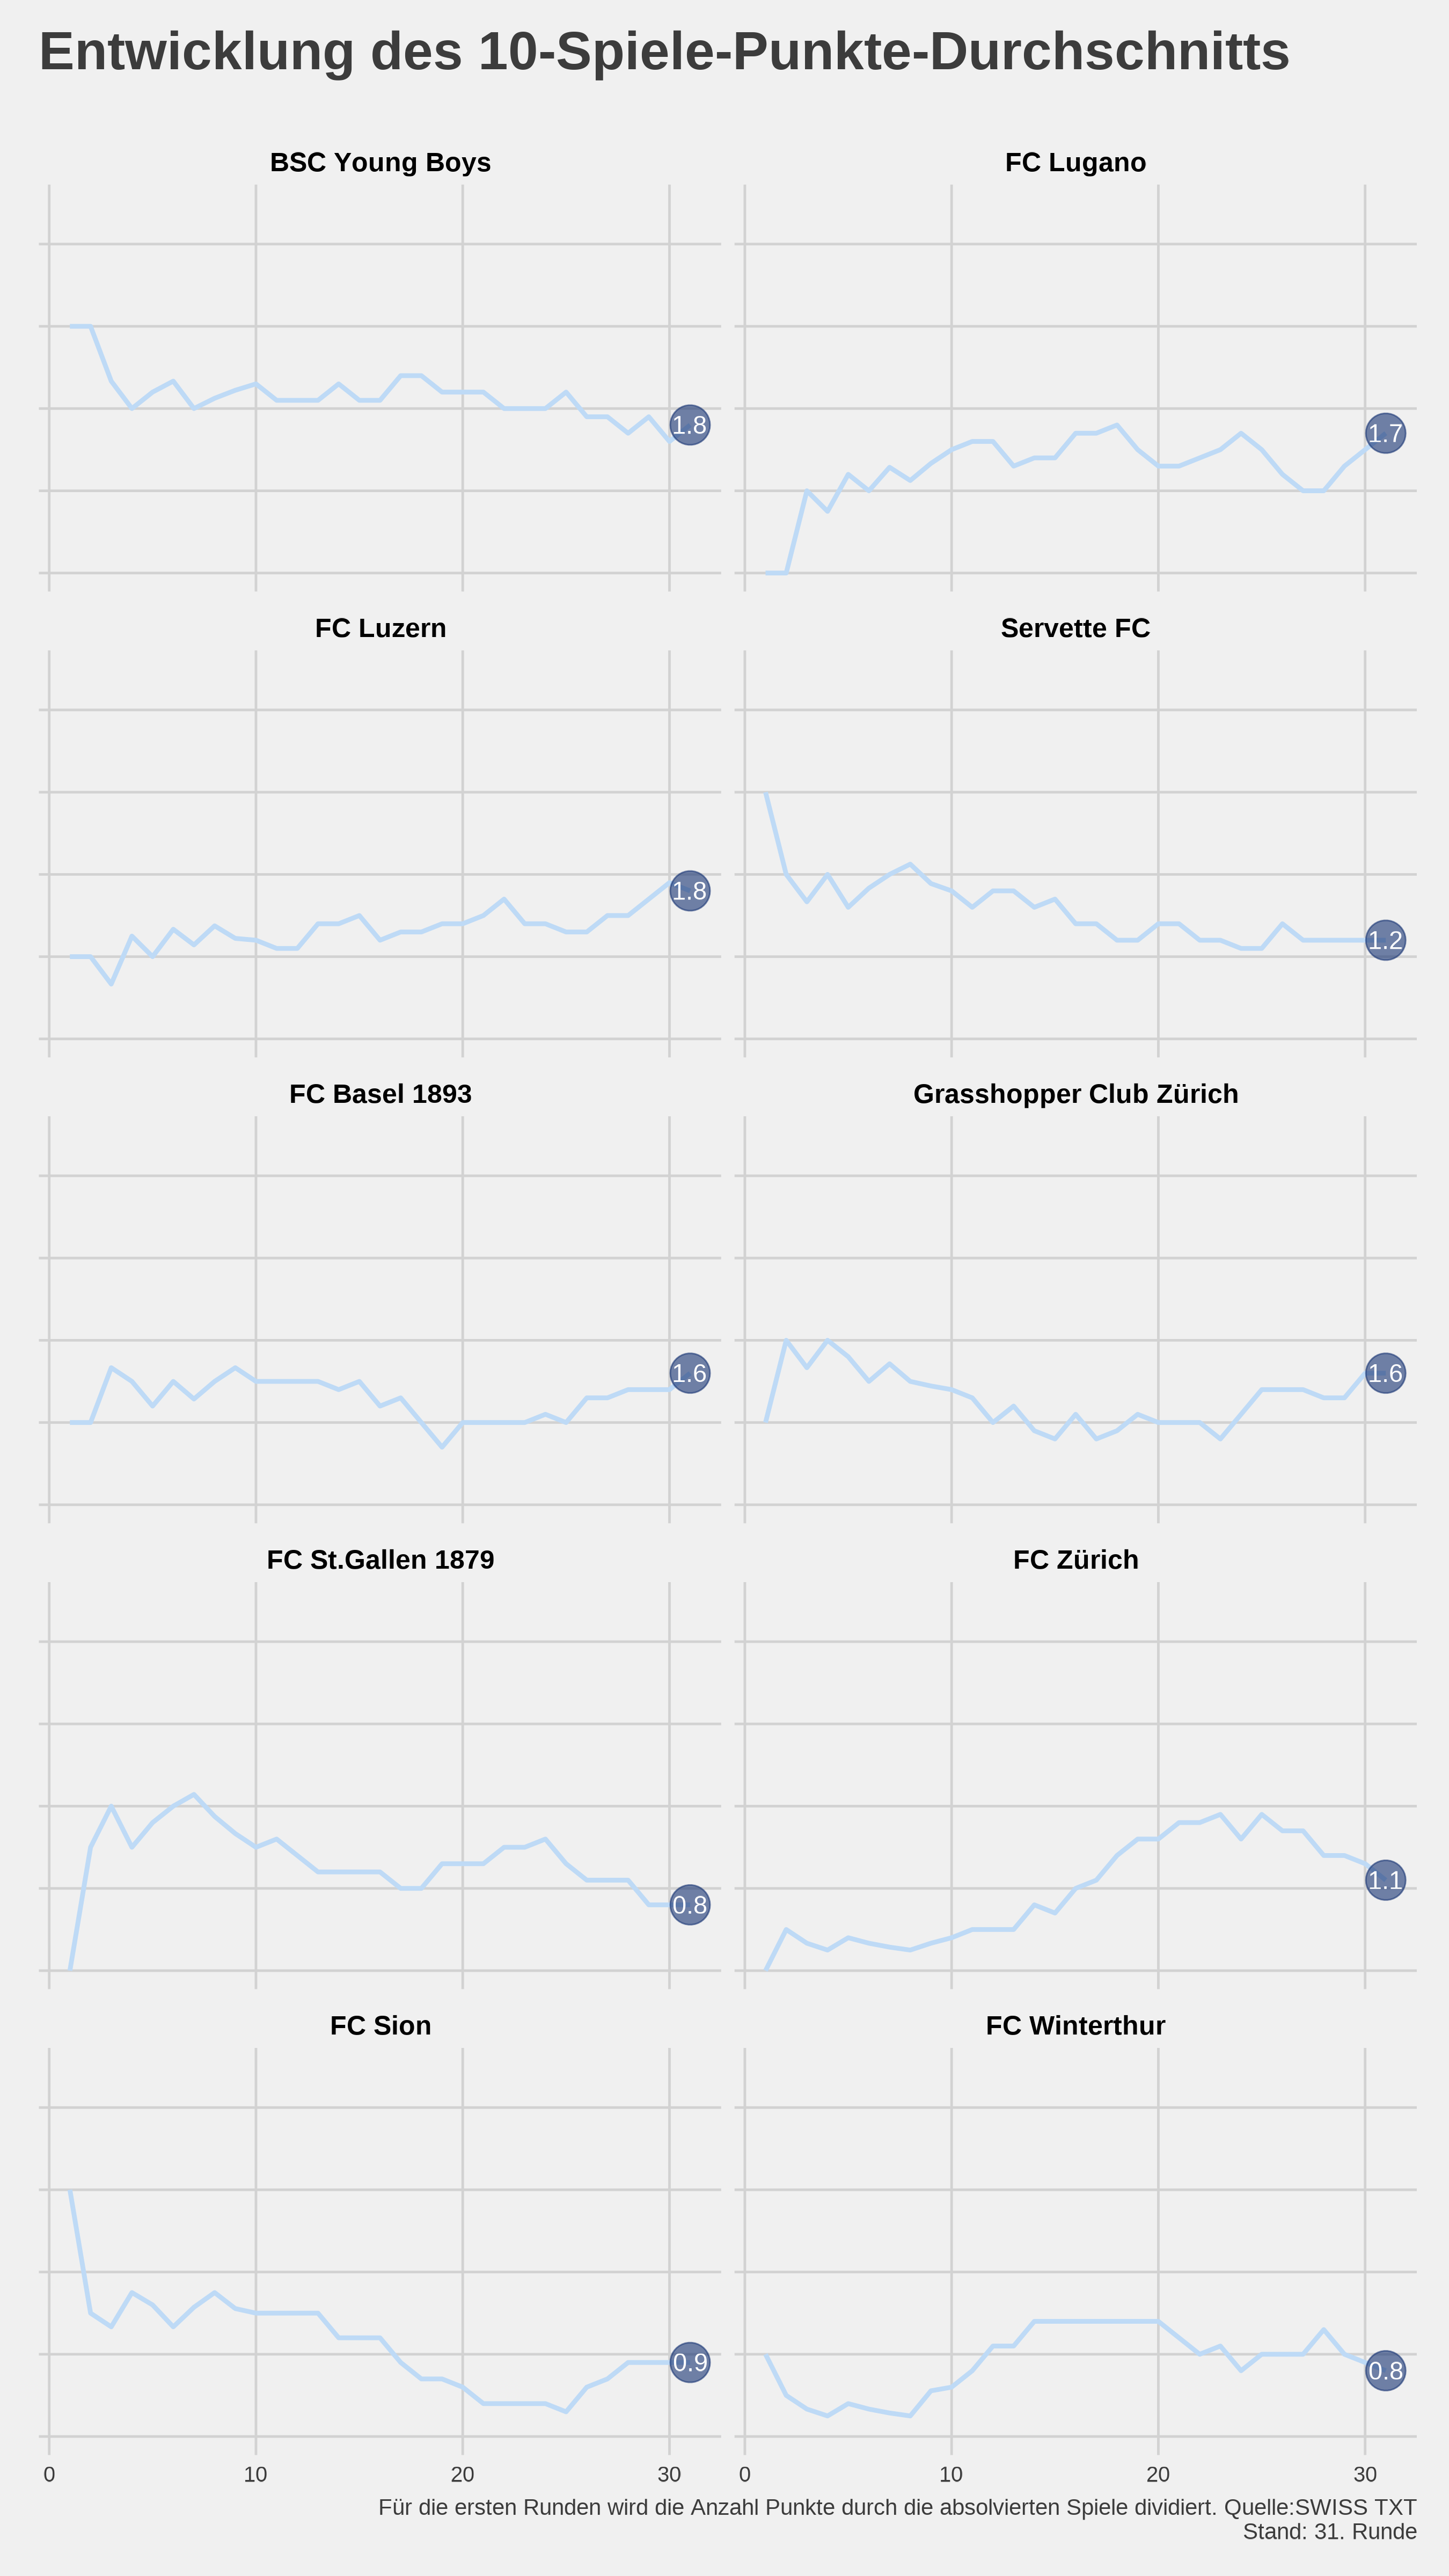 Entwicklung des 10-Spiele-Punkte-Durchschnitts
BSC Young Boys
FC Lugano
1.8
1.7
FC Luzern
Servette FC
1.8
1.2
FC Basel 1893
Grasshopper Club Zürich
1.6
1.6
FC St.Gallen 1879
FC Zürich
0.8
1.1
FC Sion
FC Winterthur
0.9
0.8
0 10 20 30 0 10 20 30
Für die ersten Runden wird die Anzahl Punkte durch die absolvierten Spiele dividiert. Quelle:SWISS TXT
Stand: 31. Runde